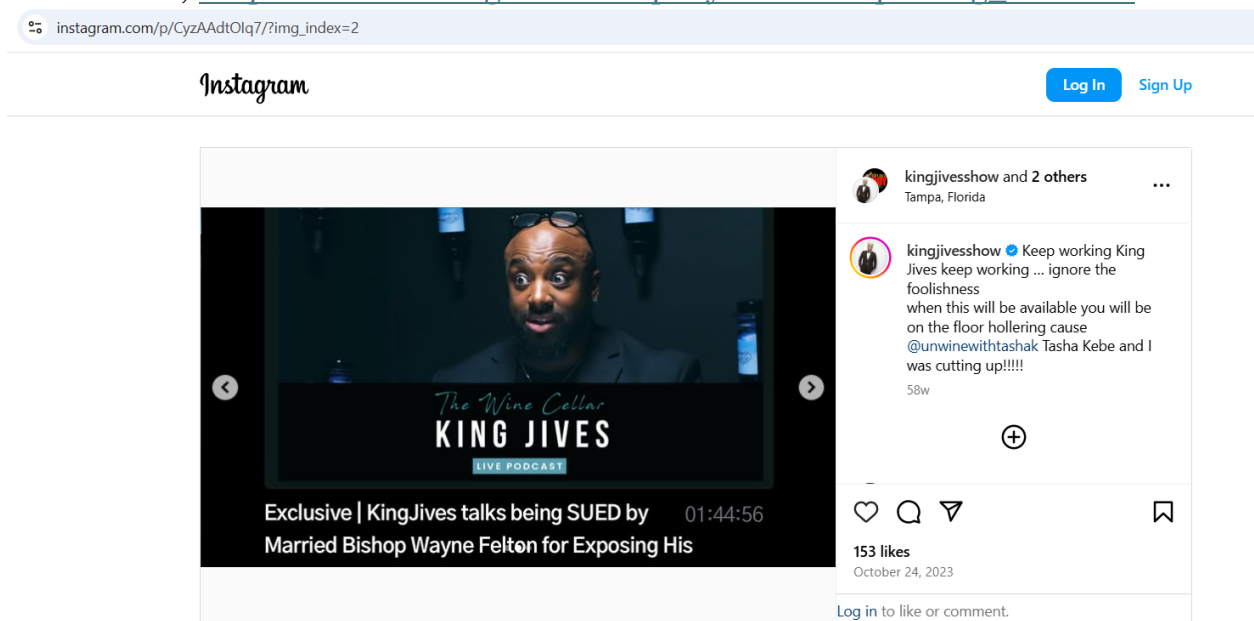 instagram.com/p/CyzAAdtOIq7/?img_index=2
Instagram
Log In
Sign Up
kingjivesshow and 2 others
Tampa, Florida
kingjivesshow Keep working King
Jives keep working ... ignore the
foolishness
when this will be available you will be
on the floor hollering cause
@unwinewithtashak Tasha Kebe and I
was cutting up!!!!!
58w
The Wine Cellar
KING JIVES
LIVE PODCAST
Exclusive | KingJives talks being SUED by
01:44:56
Married Bishop Wayne Felton for Exposing His
153 likes
October 24, 2023
Log in to like or comment.